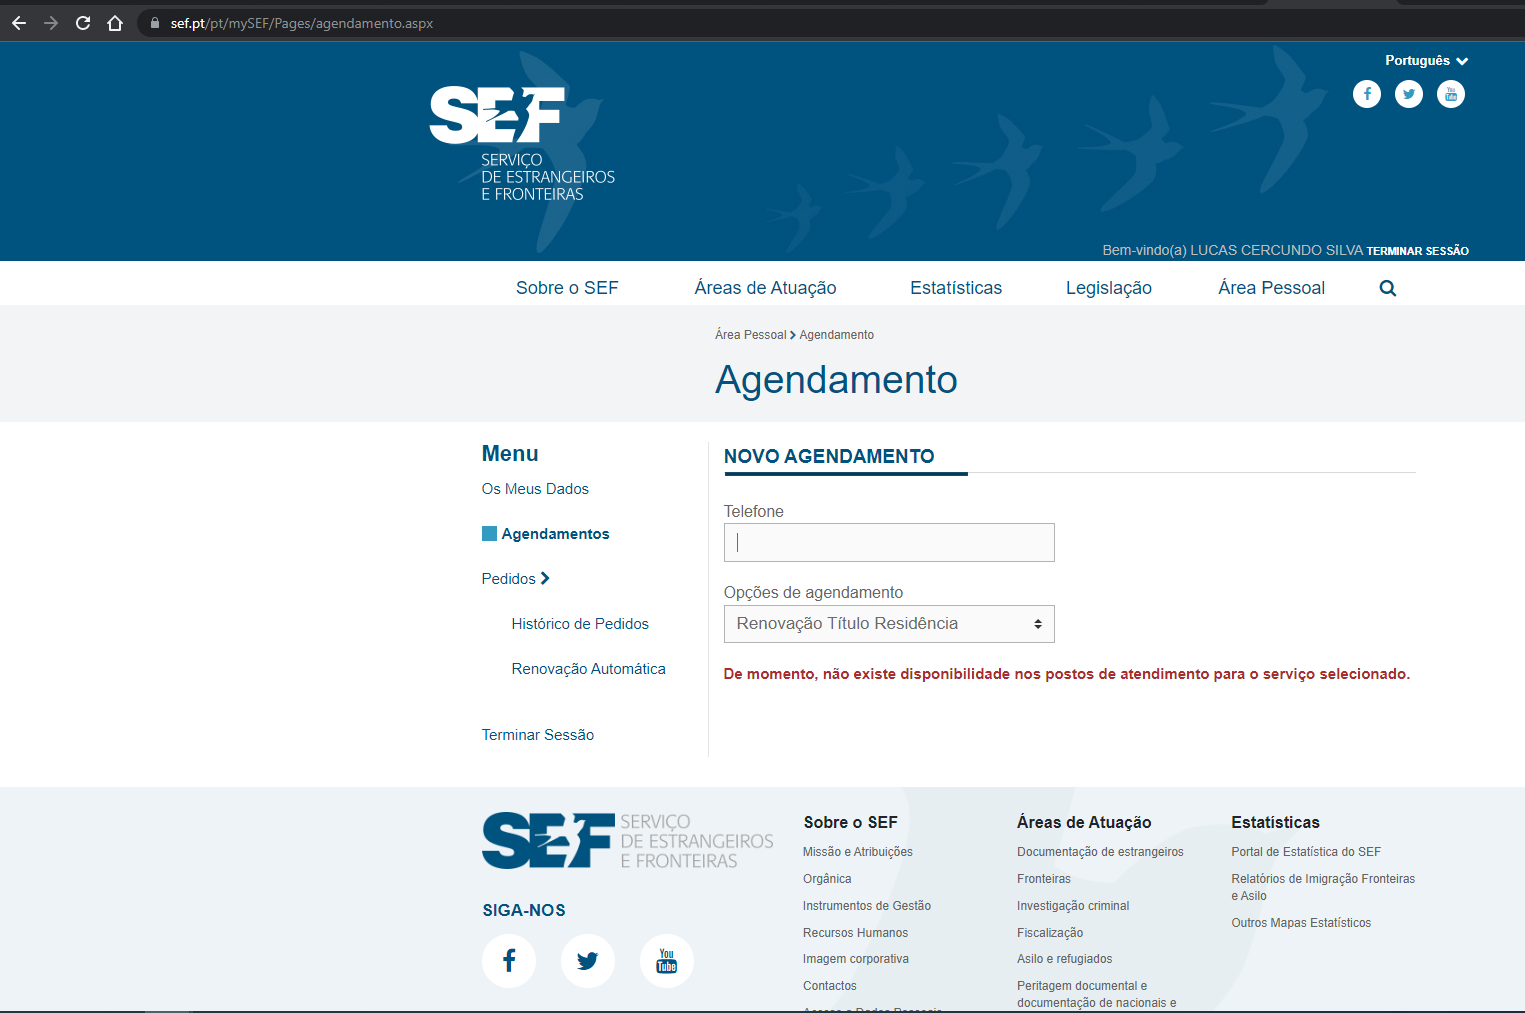 sef.pt/pt/mySEF/Pages/agendamento.aspx
Português
SEF
SERVIÇO
DE ESTRANGEIROS
E FRONTEIRAS
Bem-vindo(a) LUCAS CERCUNDO SILVA TERMINAR SESSÃO
Sobre o SEF Áreas de Atuação Estatísticas Legislação Área Pessoal
Área Pessoal Agendamento
Agendamento
Menu
Os Meus Dados
Agendamentos
Pedidos
Histórico de Pedidos
Renovação Automática
Terminar Sessão
NOVO AGENDAMENTO
Telefone
Opções de agendamento
Renovação Título Residência
De momento, não existe disponibilidade nos postos de atendimento para o serviço selecionado.
SEF
SERVIÇO
DE ESTRANGEIROS
E FRONTEIRAS
SIGA-NOS
You
Tube
Sobre o SEF
Missão e Atribuições
Orgânica
Instrumentos de Gestão
Recursos Humanos
Imagem corporativa
Contactos
Áreas de Atuação
Documentação de estrangeiros
Fronteiras
Investigação criminal
Fiscalização
Asilo e refugiados
Peritagem documental e
documentação de nacionais e
Estatísticas
Portal de Estatística do SEF
Relatórios de Imigração Fronteiras
e Asilo
Outros Mapas Estatísticos